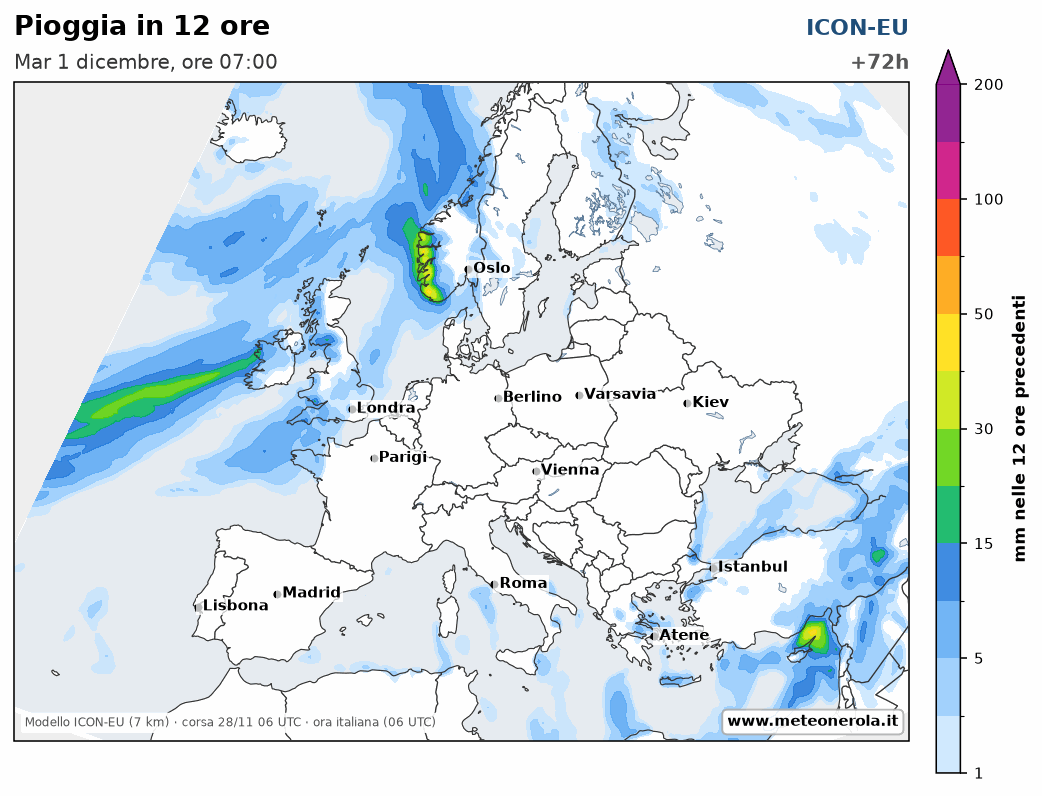 Pioggia in 12 ore
ICON-EU
Mar 1 dicembre, ore 07:00
+72h
200
100
50
30
15
5
1
mm nelle 12 ore precedenti
Oslo
Berlino
Varsavia
Kiev
Londra
Parigi
Vienna
Istanbul
Roma
Madrid
Lisbona
Atene
Modello ICON-EU (7 km) · corsa 28/11 06 UTC · ora italiana (06 UTC)
www.meteonerola.it